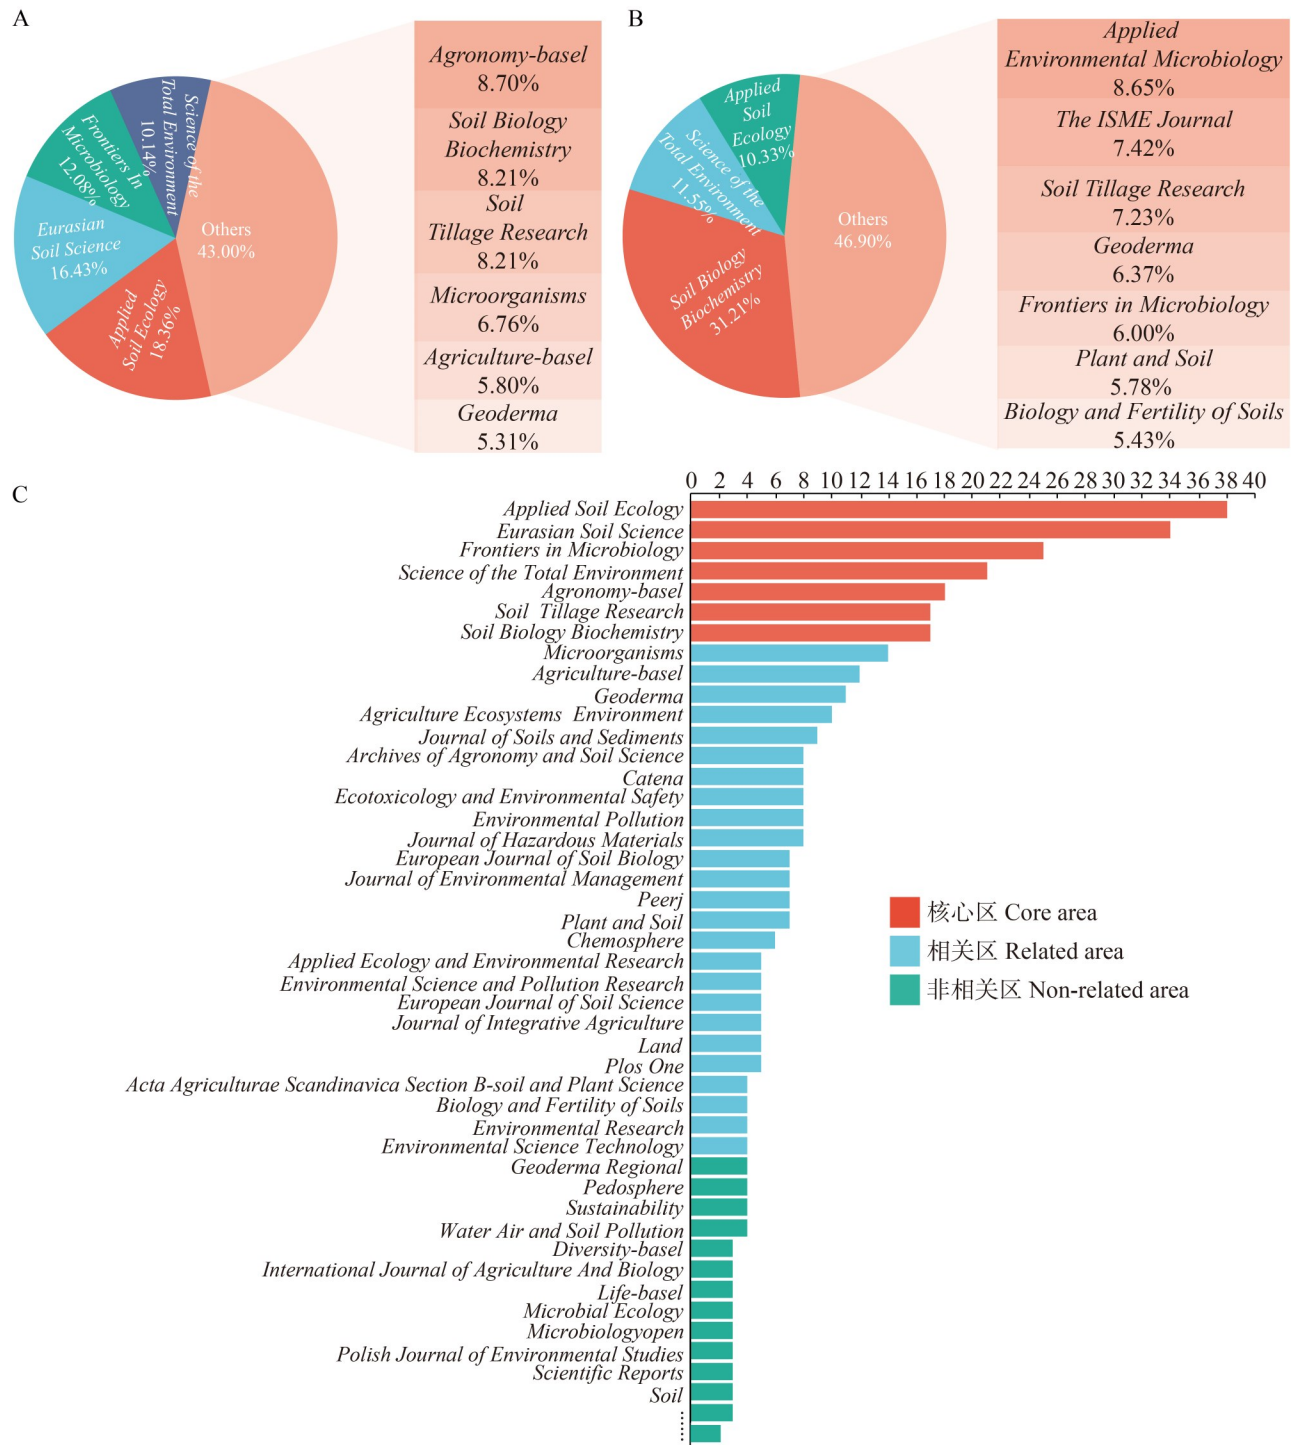 A
Science of the
Total Environment
10.14%
Frontiers In
Microbiology
12.08%
Eurasian
Soil Science
16.43%
Applied
Soil Ecology
18.36%
Others
43.00%
Agronomy-basel
8.70%
Soil Biology
Biochemistry
8.21%
Soil
Tillage Research
8.21%
Microorganisms
6.76%
Agriculture-basel
5.80%
Geoderma
5.31%
B
Applied
Soil
Ecology
10.33%
Science of the
Total Environment
11.55%
Soil Biology
Biochemistry
31.21%
Others
46.90%
Applied
Environmental Microbiology
8.65%
The ISME Journal
7.42%
Soil Tillage Research
7.23%
Geoderma
6.37%
Frontiers in Microbiology
6.00%
Plant and Soil
5.78%
Biology and Fertility of Soils
5.43%
C
0 2 4 6 8 10 12 14 16 18 20 22 24 26 28 30 32 34 36 38 40
Applied Soil Ecology
Eurasian Soil Science
Frontiers in Microbiology
Science of the Total Environment
Agronomy-basel
Soil Tillage Research
Soil Biology Biochemistry
Microorganisms
Agriculture-basel
Geoderma
Agriculture Ecosystems Environment
Journal of Soils and Sediments
Archives of Agronomy and Soil Science
Catena
Ecotoxicology and Environmental Safety
Environmental Pollution
Journal of Hazardous Materials
European Journal of Soil Biology
Journal of Environmental Management
Peerj
Plant and Soil
Chemosphere
Applied Ecology and Environmental Research
Environmental Science and Pollution Research
European Journal of Soil Science
Journal of Integrative Agriculture
Land
Plos One
Acta Agriculturae Scandinavica Section B-soil and Plant Science
Biology and Fertility of Soils
Environmental Research
Environmental Science Technology
Geoderma Regional
Pedosphere
Sustainability
Water Air and Soil Pollution
Diversity-basel
International Journal of Agriculture And Biology
Life-basel
Microbial Ecology
Microbiologyopen
Polish Journal of Environmental Studies
Scientific Reports
Soil
核心区 Core area
相关区 Related area
非相关区 Non-related area